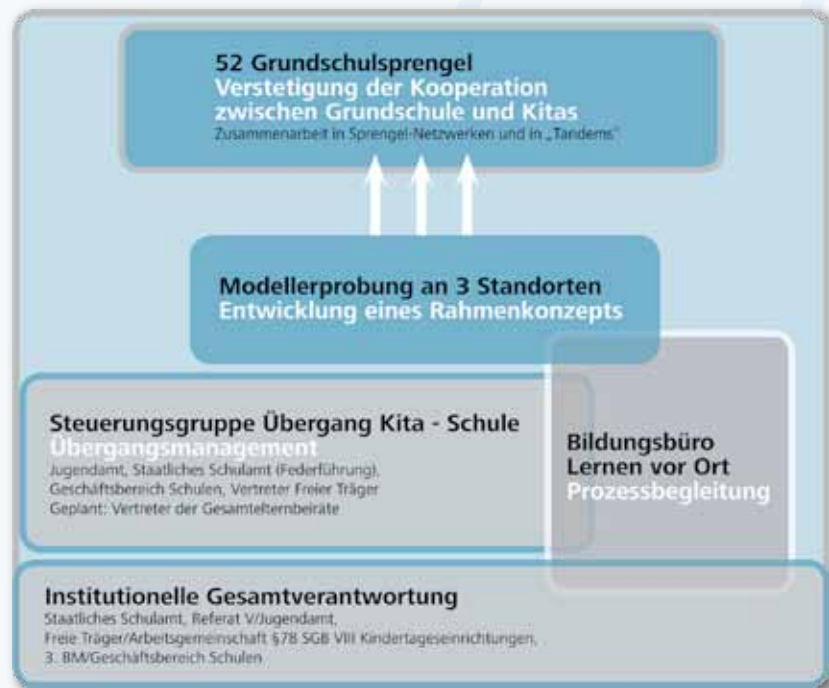 52 Grundschulsprengel
Verstetigung der Kooperation
zwischen Grundschule und Kitas
Zusammenarbeit in Sprengel-Netzwerken und in „Tandems"
Modellerprobung an 3 Standorten
Entwicklung eines Rahmenkonzepts
Steuerungsgruppe Übergang Kita - Schule
Übergangsmanagement
Jugendamt, Staatliches Schulamt (Federführung),
Geschäftsbereich Schulen, Vertreter Freier Träger
Geplant: Vertreter der Gesamtelternbeiräte
Bildungsbüro
Lernen vor Ort
Prozessbegleitung
Institutionelle Gesamtverantwortung
Staatliches Schulamt, Referat V/Jugendamt,
Freie Träger/Arbeitsgemeinschaft §78 SGB VIII Kindertageseinrichtungen,
3. BM/Geschäftsbereich Schulen